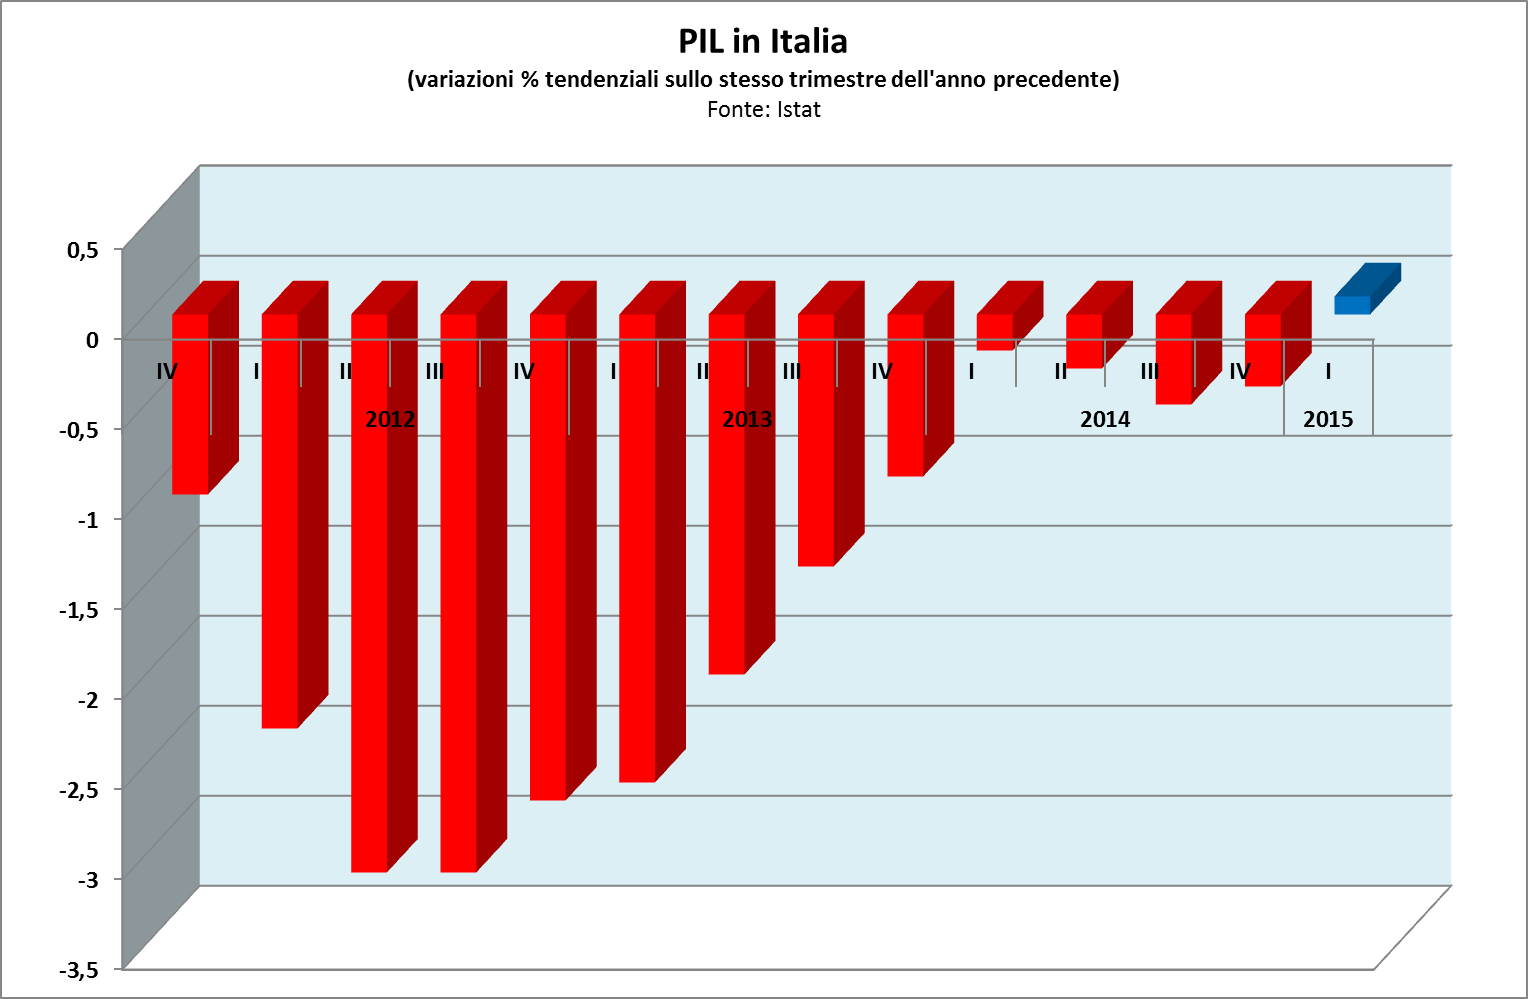 PIL in Italia
(variazioni % tendenziali sullo stesso trimestre dell'anno precedente)
Fonte: Istat
0,5
0
-0,5
-1
-1,5
-2
-2,5
-3
-3,5
IV I II III IV I II III IV I II III IV I
2012 2013 2014 2015